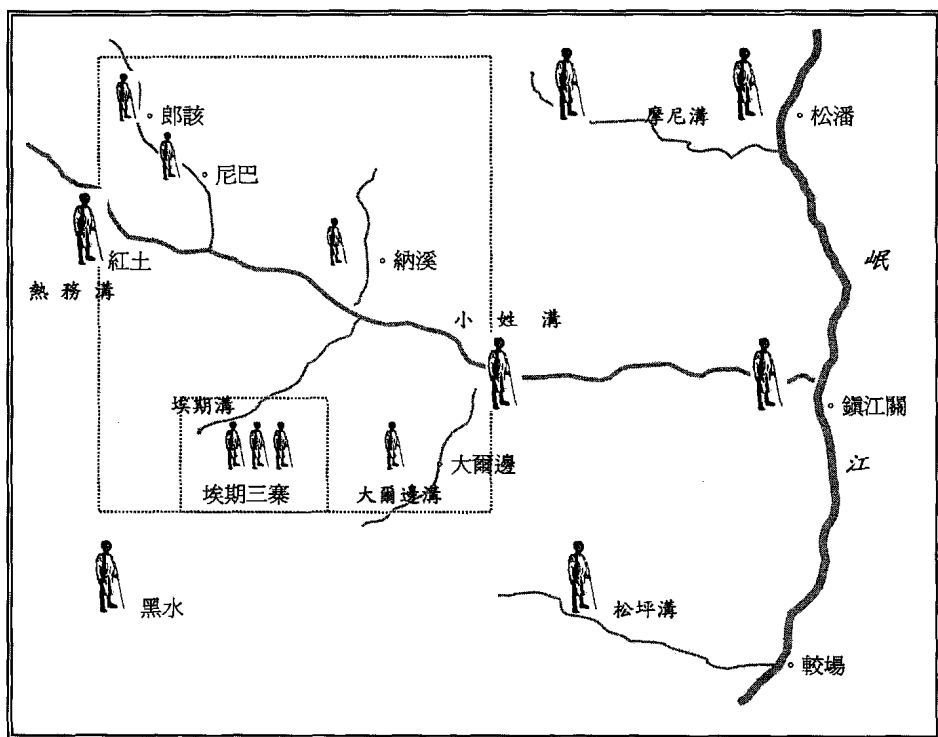 郎該
摩尼溝
松潘
尼巴
紅土
納溪
岷
熱務溝
小姓溝
埃期溝
鎮江關
江
大爾邊
埃期三寨
大爾邊溝
黑水
松坪溝
較場